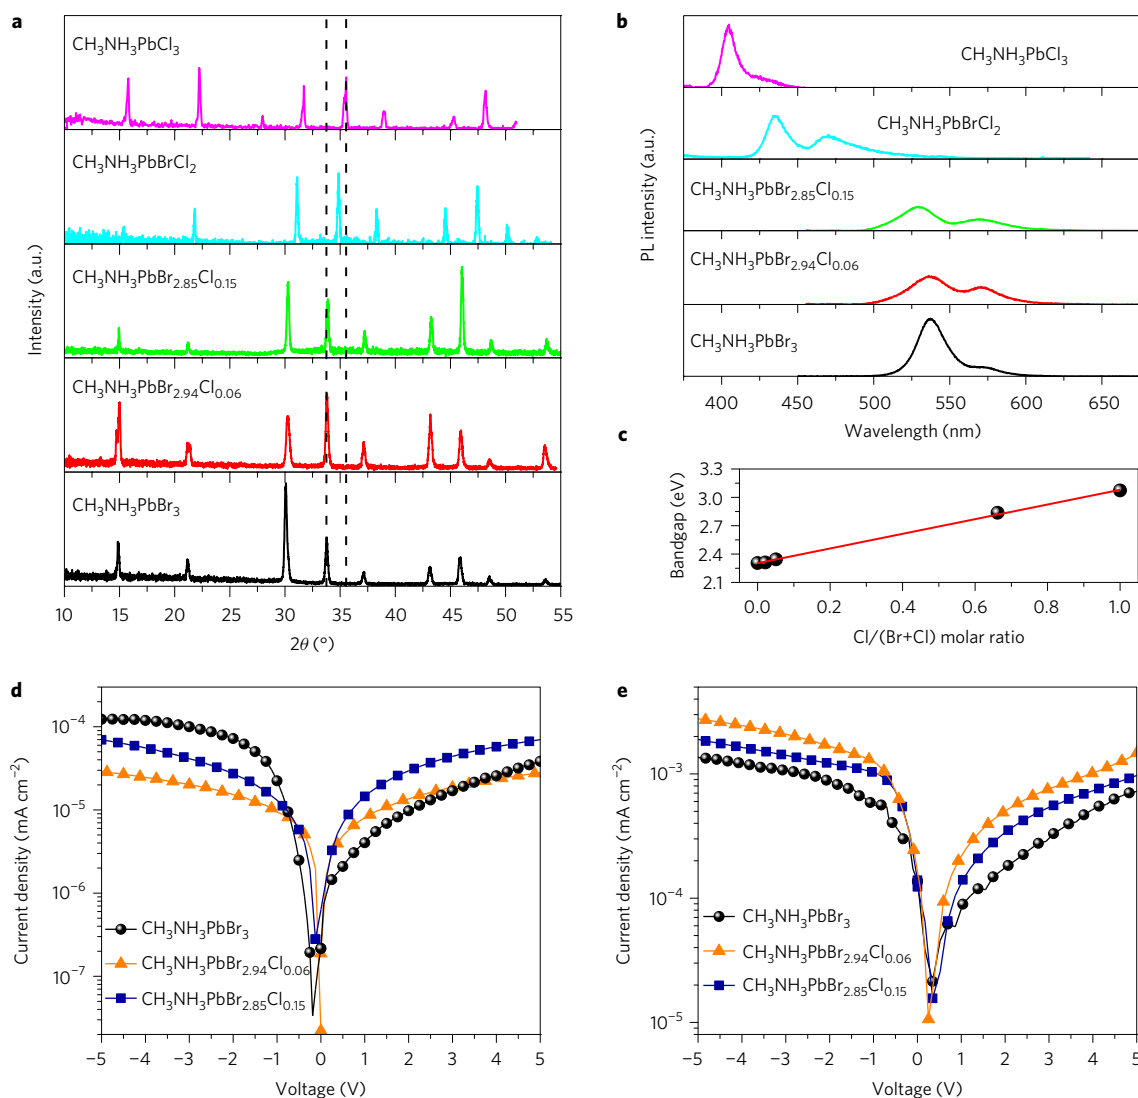 a
CH₃NH₃PbCl₃
CH₃NH₃PbBrCl₂
CH₃NH₃PbBr₂.₈₅Cl₀.₁₅
CH₃NH₃PbBr₂.₉₄Cl₀.₀₆
CH₃NH₃PbBr₃
Intensity (a.u.)
10 15 20 25 30 35 40 45 50 55
2θ (°)
b
CH₃NH₃PbCl₃
CH₃NH₃PbBrCl₂
CH₃NH₃PbBr₂.₈₅Cl₀.₁₅
CH₃NH₃PbBr₂.₉₄Cl₀.₀₆
CH₃NH₃PbBr₃
PL intensity (a.u.)
400 450 500 550 600 650
Wavelength (nm)
c
3.3
3.0
2.7
2.4
2.1
Bandgap (eV)
0.0 0.2 0.4 0.6 0.8 1.0
Cl/(Br+Cl) molar ratio
d
10⁻⁴
10⁻⁵
10⁻⁶
10⁻⁷
Current density (mA cm⁻²)
CH₃NH₃PbBr₃
CH₃NH₃PbBr₂.₉₄Cl₀.₀₆
CH₃NH₃PbBr₂.₈₅Cl₀.₁₅
−5 −4 −3 −2 −1 0 1 2 3 4 5
Voltage (V)
e
10⁻³
10⁻⁴
10⁻⁵
Current density (mA cm⁻²)
CH₃NH₃PbBr₃
CH₃NH₃PbBr₂.₉₄Cl₀.₀₆
CH₃NH₃PbBr₂.₈₅Cl₀.₁₅
−5 −4 −3 −2 −1 0 1 2 3 4 5
Voltage (V)